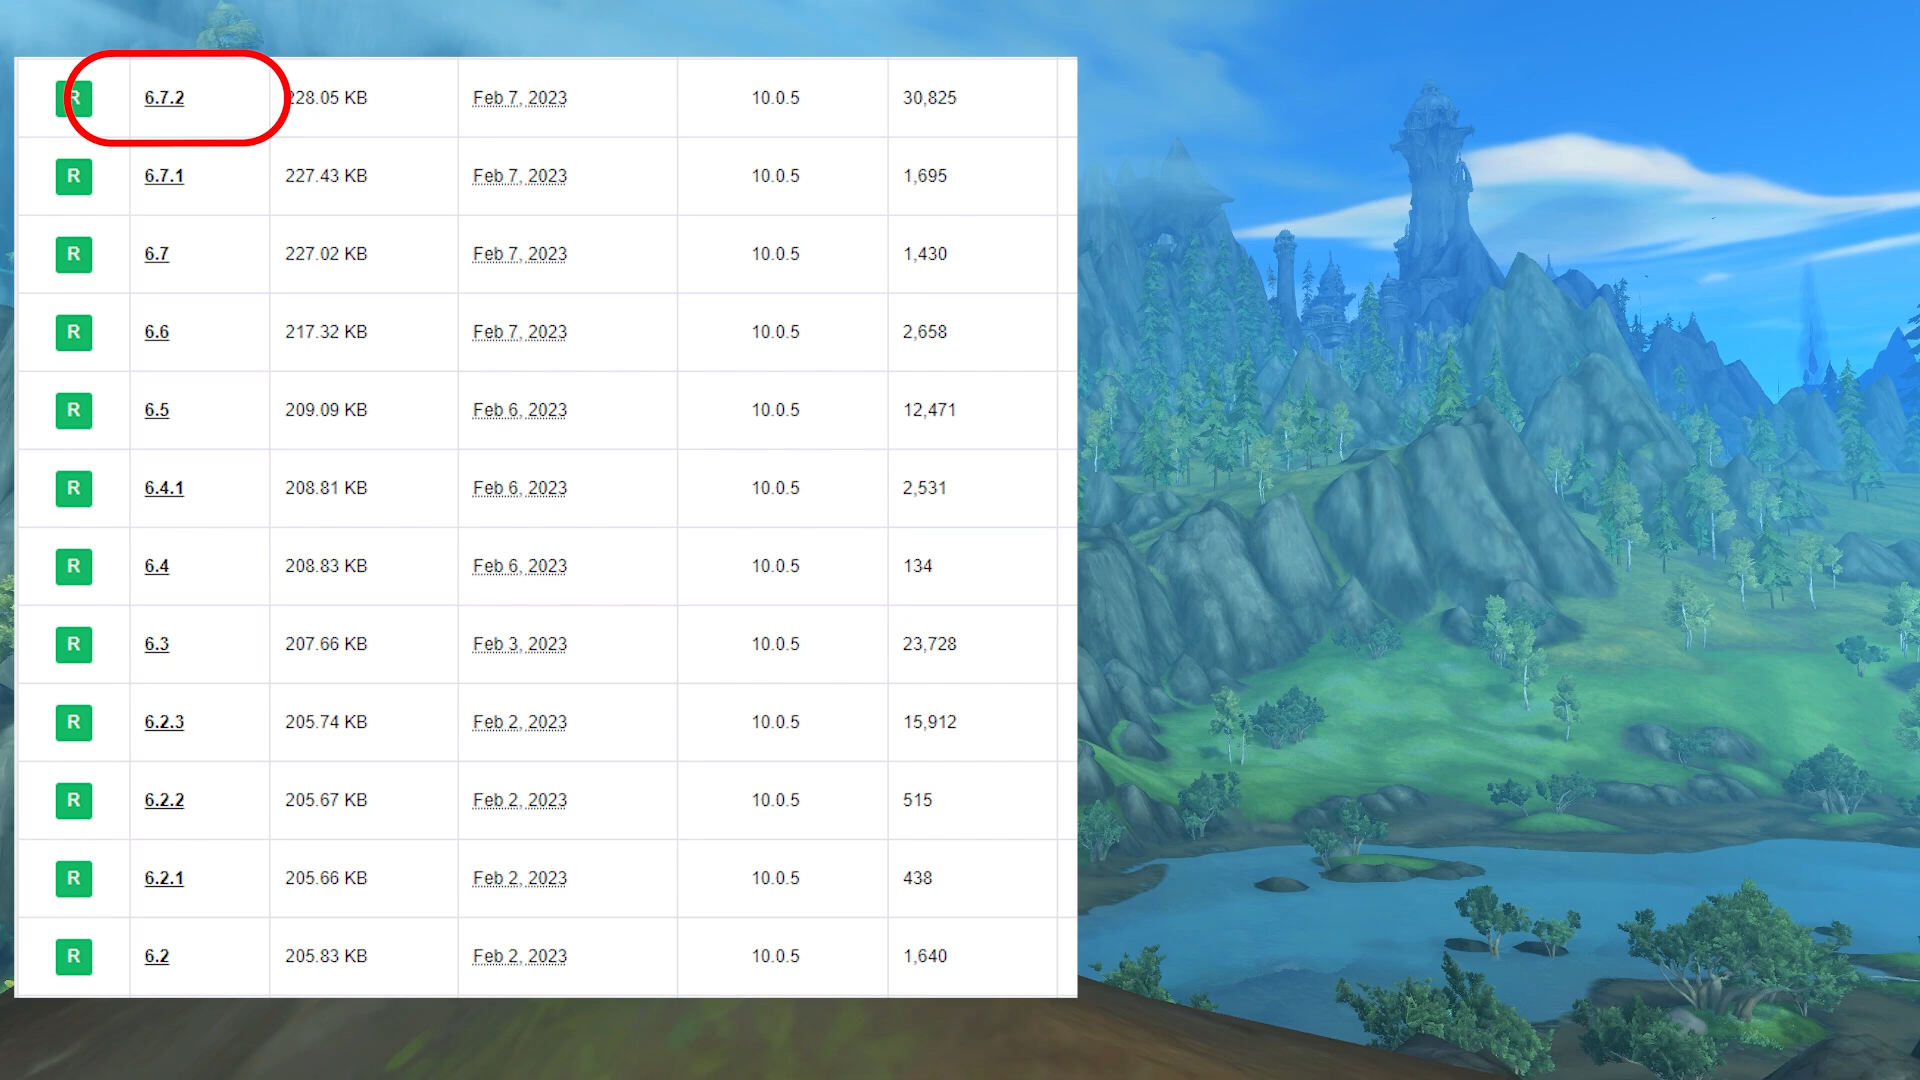 R 6.7.2 228.05 KB Feb 7, 2023 10.0.5 30,825
R 6.7.1 227.43 KB Feb 7, 2023 10.0.5 1,695
R 6.7 227.02 KB Feb 7, 2023 10.0.5 1,430
R 6.6 217.32 KB Feb 7, 2023 10.0.5 2,658
R 6.5 209.09 KB Feb 6, 2023 10.0.5 12,471
R 6.4.1 208.81 KB Feb 6, 2023 10.0.5 2,531
R 6.4 208.83 KB Feb 6, 2023 10.0.5 134
R 6.3 207.66 KB Feb 3, 2023 10.0.5 23,728
R 6.2.3 205.74 KB Feb 2, 2023 10.0.5 15,912
R 6.2.2 205.67 KB Feb 2, 2023 10.0.5 515
R 6.2.1 205.66 KB Feb 2, 2023 10.0.5 438
R 6.2 205.83 KB Feb 2, 2023 10.0.5 1,640